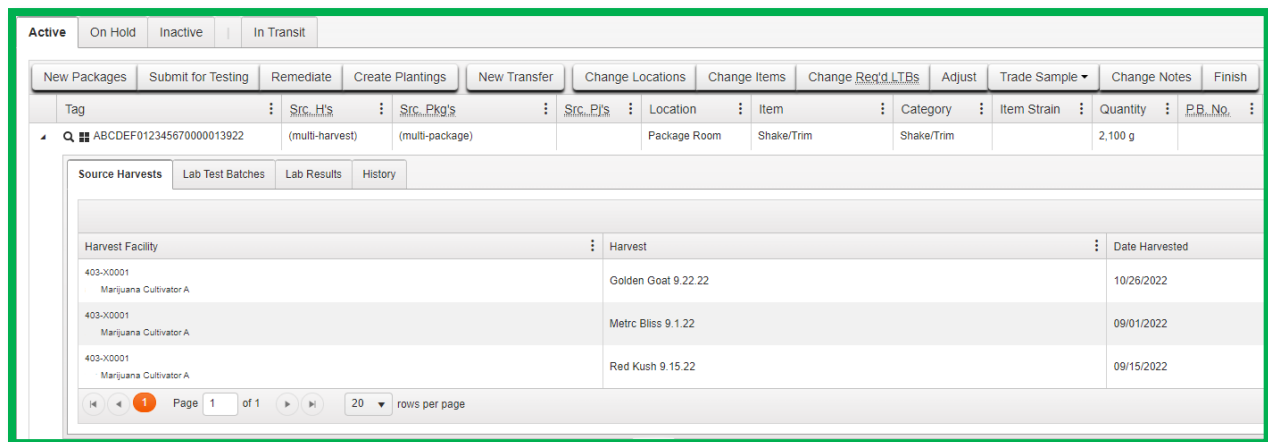 Active On Hold Inactive | In Transit
New Packages Submit for Testing Remediate Create Plantings New Transfer Change Locations Change Items Change Req'd LTBs Adjust Trade Sample Change Notes Finish
Tag Src. H's Src. Pkg's Src. Pj's Location Item Category Item Strain Quantity P.B. No.
ABCDEF012345670000013922 (multi-harvest) (multi-package) Package Room Shake/Trim Shake/Trim 2,100 g
Source Harvests Lab Test Batches Lab Results History
Harvest Facility Harvest Date Harvested
403-X0001
Marijuana Cultivator A
Golden Goat 9.22.22 10/26/2022
403-X0001
Marijuana Cultivator A
Metrc Bliss 9.1.22 09/01/2022
403-X0001
Marijuana Cultivator A
Red Kush 9.15.22 09/15/2022
1 Page 1 of 1 20 rows per page